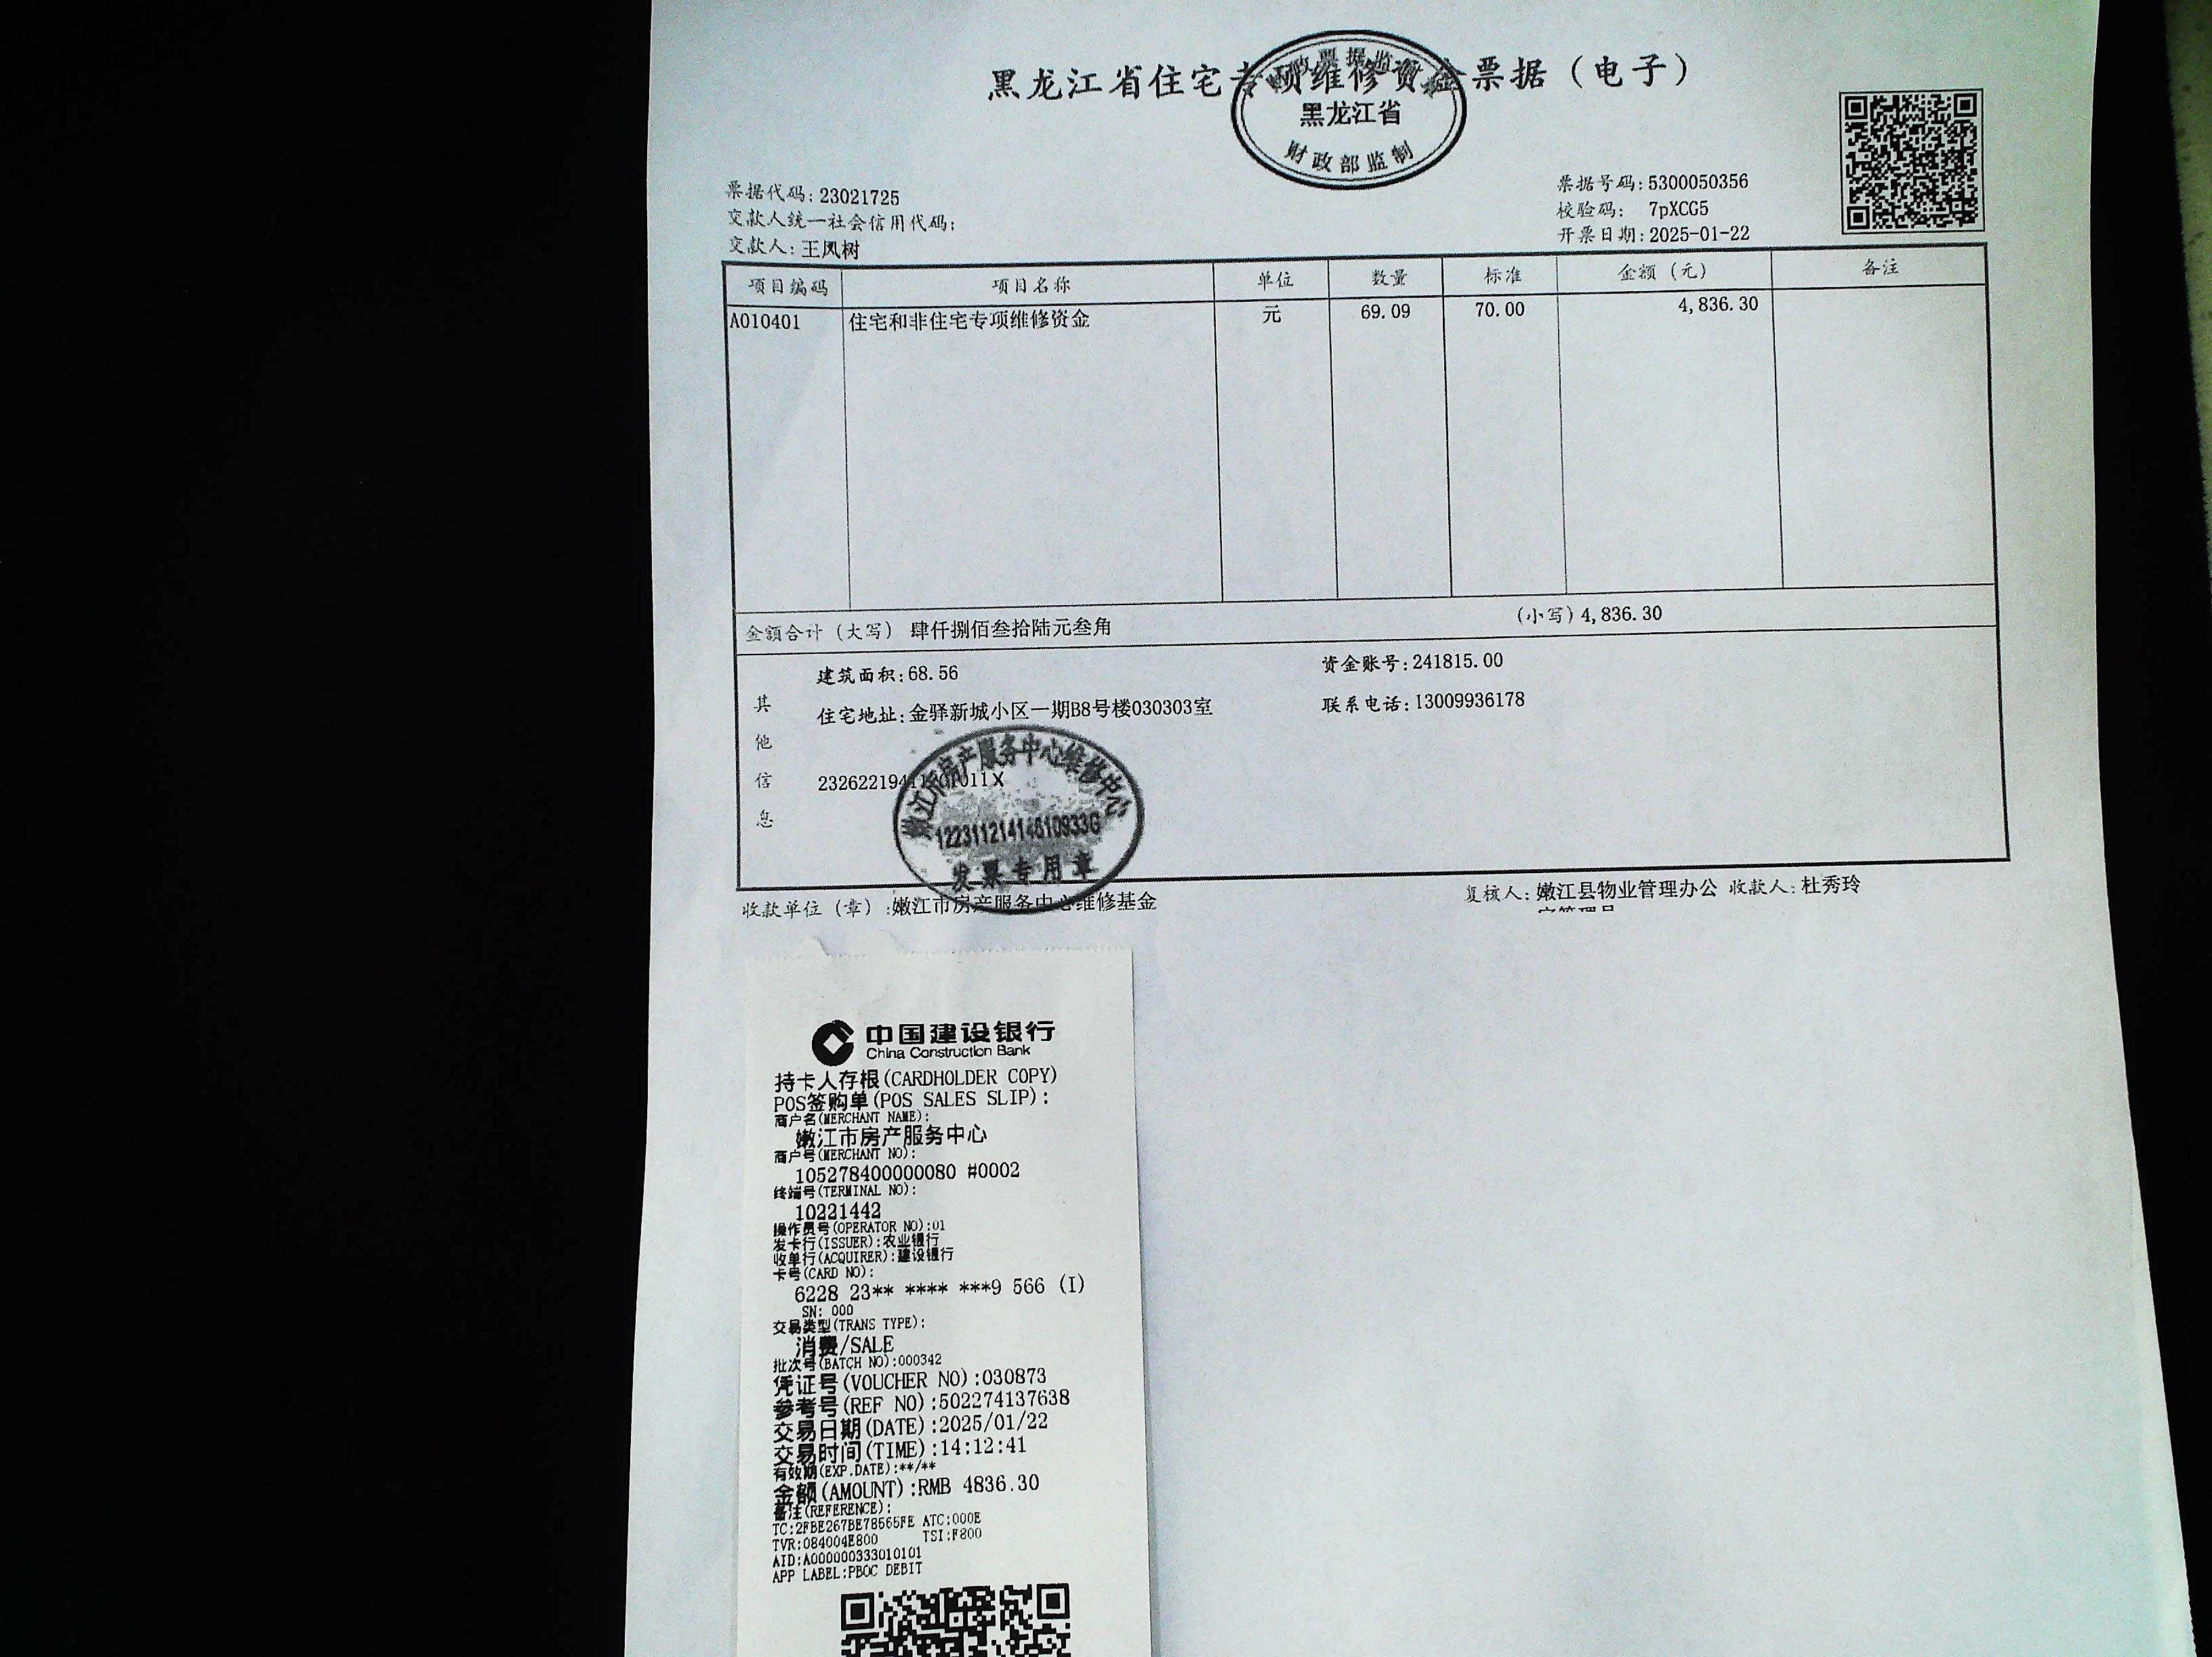 黑龙江省住宅专项维修资金票据（电子）
黑龙江省
财政部监制
票据代码:23021725
票据号码:5300050356
交款人统一社会信用代码:
校验码: 7pXCG5
交款人:王凤树
开票日期:2025-01-22
项目编码 项目名称 单位 数量 标准 金额（元） 备注
A010401 住宅和非住宅专项维修资金 元 69.09 70.00 4,836.30
金额合计（大写） 肆仟捌佰叁拾陆元叁角 (小写)4,836.30
其他信息
建筑面积:68.56 资金账号:241815.00
住宅地址:金驿新城小区一期B8号楼030303室 联系电话:13009936178
嫩江市房产服务中心维修中心
发票专用章
收款单位（章）:嫩江市房产服务中心维修基金 复核人:嫩江县物业管理办公 收款人:杜秀玲
中国建设银行
China Construction Bank
持卡人存根(CARDHOLDER COPY)
POS签购单(POS SALES SLIP):
商户名(MERCHANT NAME):
嫩江市房产服务中心
商户号(MERCHANT NO):
105278400000080 #0002
终端号(TERMINAL NO):
10221442
操作员号(OPERATOR NO):01
发卡行(ISSUER):农业银行
收单行(ACQUIRER):建设银行
卡号(CARD NO):
6228 23** **** ***9 566 (I)
SN: 000
交易类型(TRANS TYPE):
消费/SALE
批次号(BATCH NO):000342
凭证号(VOUCHER NO):030873
参考号(REF NO):502274137638
交易日期(DATE):2025/01/22
交易时间(TIME):14:12:41
有效期(EXP.DATE):**/**
金额(AMOUNT):RMB 4836.30
备注(REFERENCE):
TC:2FBE267BE78565FE ATC:000E
TVR:084004E800 TSI:F800
AID:A000000333010101
APP LABEL:PBOC DEBIT